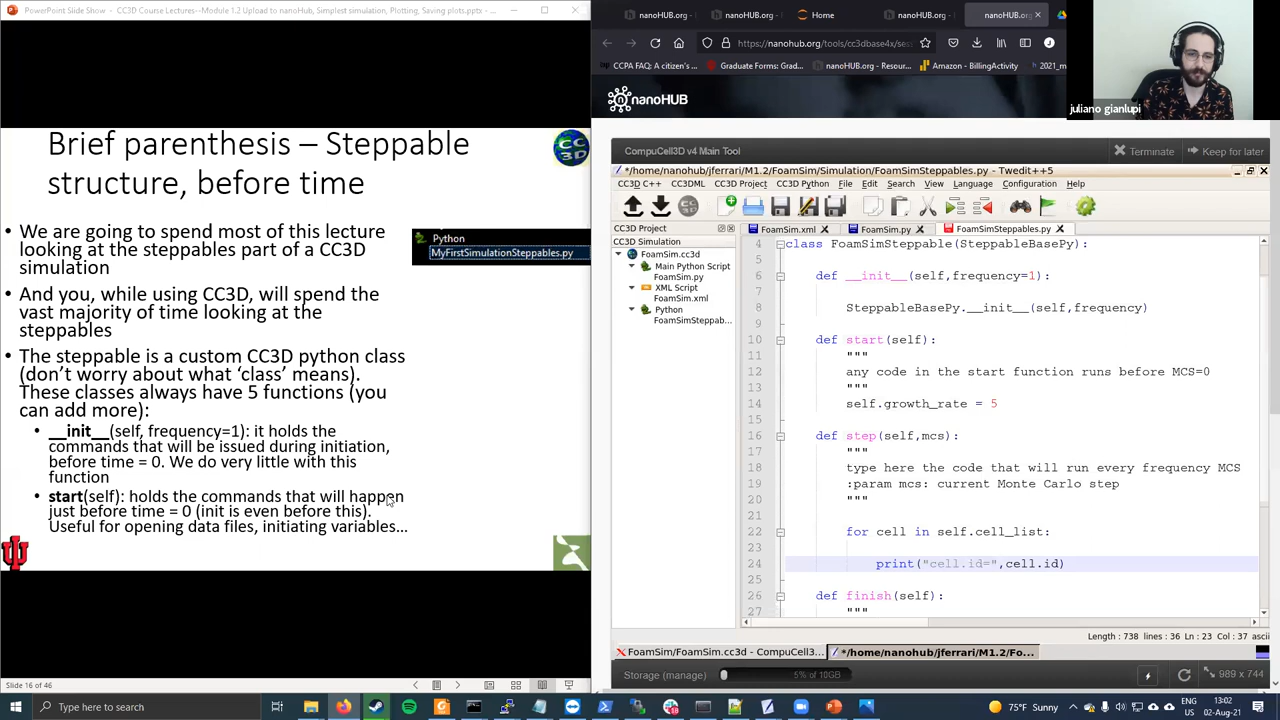 PowerPoint Slide Show - CC3D Course Lectures--Module 1.2 Upload to nanoHub, Simplest simulation, Plotting, Saving plots.pptx - ...
Brief parenthesis – Steppable
structure, before time
CC
3D
• We are going to spend most of this lecture
looking at the steppables part of a CC3D
simulation
Python
MyFirstSimulationSteppables.py
• And you, while using CC3D, will spend the
vast majority of time looking at the
steppables
• The steppable is a custom CC3D python class
(don't worry about what 'class' means).
These classes always have 5 functions (you
can add more):
• __init__(self, frequency=1): it holds the
commands that will be issued during initiation,
before time = 0. We do very little with this
function
• start(self): holds the commands that will happen
just before time = 0 (init is even before this).
Useful for opening data files, initiating variables...
Slide 16 of 46
nanoHUB.org -
nanoHUB.org -
Home
nanoHUB.org -
nanoHUB.org -
https://nanohub.org/tools/cc3dbase4x/ses
CCPA FAQ: A citizen's ...
Graduate Forms: Grad...
nanoHUB.org - Resour...
Amazon - BillingActivity
2021_m
juliano gianlupi
nanoHUB
CompuCell3D v4 Main Tool
Terminate
Keep for later
*/home/nanohub/jferrari/M1.2/FoamSim/Simulation/FoamSimSteppables.py - Twedit++5
CC3D C++ CC3DML CC3D Project CC3D Python File Edit Search View Language Configuration Help
CC3D Project
FoamSim.xml
FoamSim.py
FoamSimSteppables.py
CC3D Simulation
FoamSim.cc3d
Main Python Script
FoamSim.py
XML Script
FoamSim.xml
Python
FoamSimSteppab...
4 class FoamSimSteppable(SteppableBasePy):
5
6 def __init__(self,frequency=1):
7
8 SteppableBasePy.__init__(self,frequency)
9
10 def start(self):
11 """
12 any code in the start function runs before MCS=0
13 """
14 self.growth_rate = 5
15
16 def step(self,mcs):
17 """
18 type here the code that will run every frequency MCS
19 :param mcs: current Monte Carlo step
20 """
21
22 for cell in self.cell_list:
23
24 print("cell.id=",cell.id)
25
26 def finish(self):
27 """
Length : 738 lines : 36 Ln : 23 Col : 37 ascii
FoamSim/FoamSim.cc3d - CompuCell3...
*/home/nanohub/jferrari/M1.2/Fo...
Storage (manage)
5% of 10GB
989 x 744
Type here to search
75°F Sunny
ENG
US
13:02
02-Aug-21